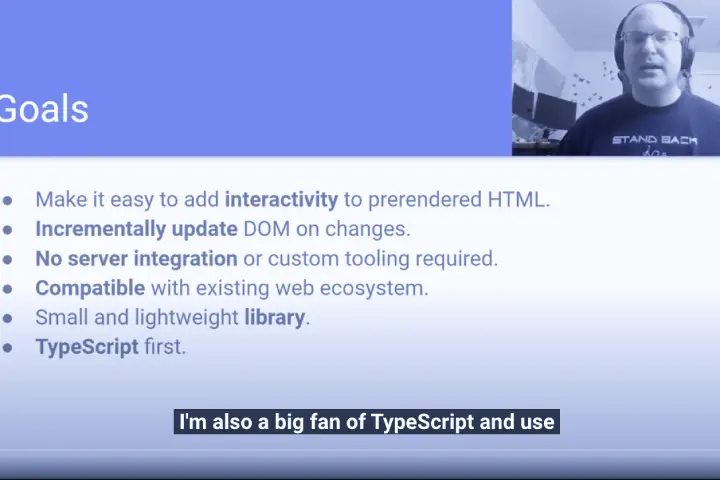 Goals
STAND BACK
● Make it easy to add interactivity to prerendered HTML.
● Incrementally update DOM on changes.
● No server integration or custom tooling required.
● Compatible with existing web ecosystem.
● Small and lightweight library.
● TypeScript first.
I'm also a big fan of TypeScript and use